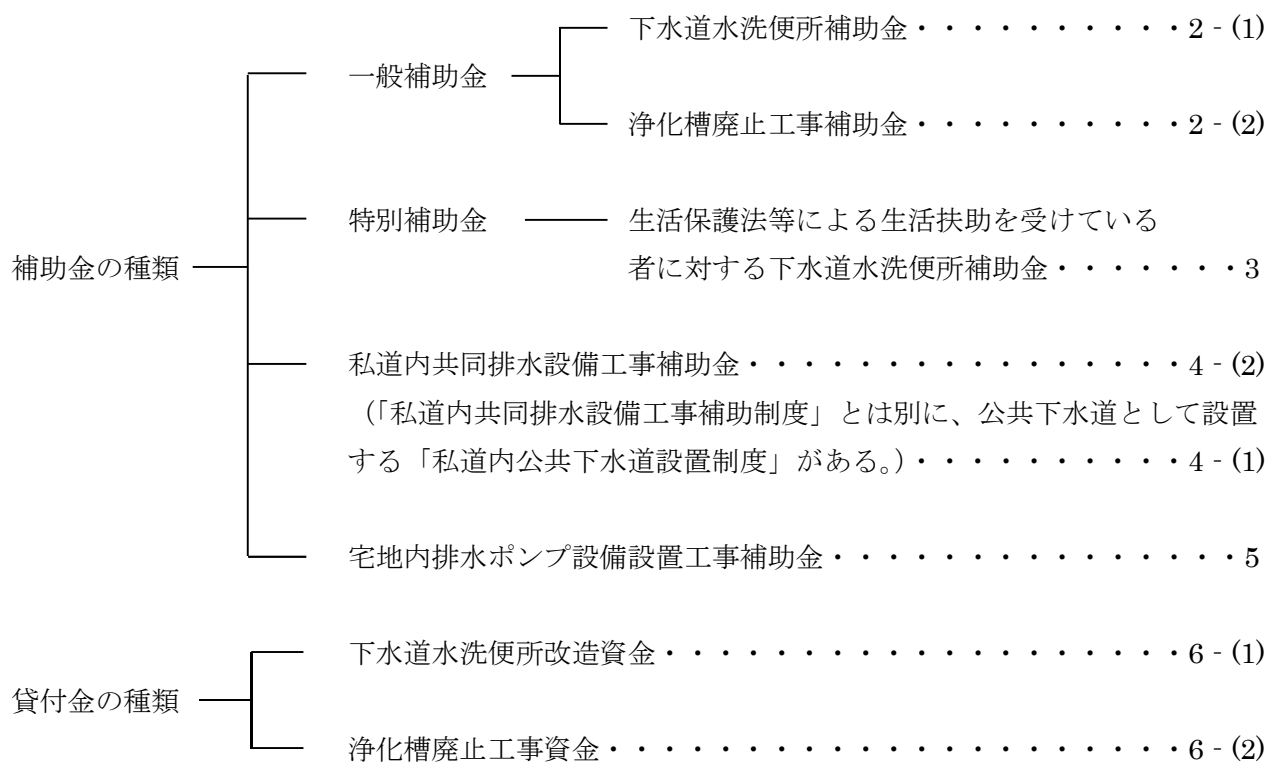 下水道水洗便所補助金・・・・・・・・・・2‐(1)
一般補助金
浄化槽廃止工事補助金・・・・・・・・・・2‐(2)
特別補助金 生活保護法等による生活扶助を受けている
者に対する下水道水洗便所補助金・・・・・・・3
補助金の種類
私道内共同排水設備工事補助金・・・・・・・・・・・・・・・・4‐(2)
（「私道内共同排水設備工事補助制度」とは別に、公共下水道として設置
する「私道内公共下水道設置制度」がある。）・・・・・・・・・・・4‐(1)
宅地内排水ポンプ設備設置工事補助金・・・・・・・・・・・・・・・5
下水道水洗便所改造資金・・・・・・・・・・・・・・・・・・・6‐(1)
貸付金の種類
浄化槽廃止工事資金・・・・・・・・・・・・・・・・・・・・・6‐(2)